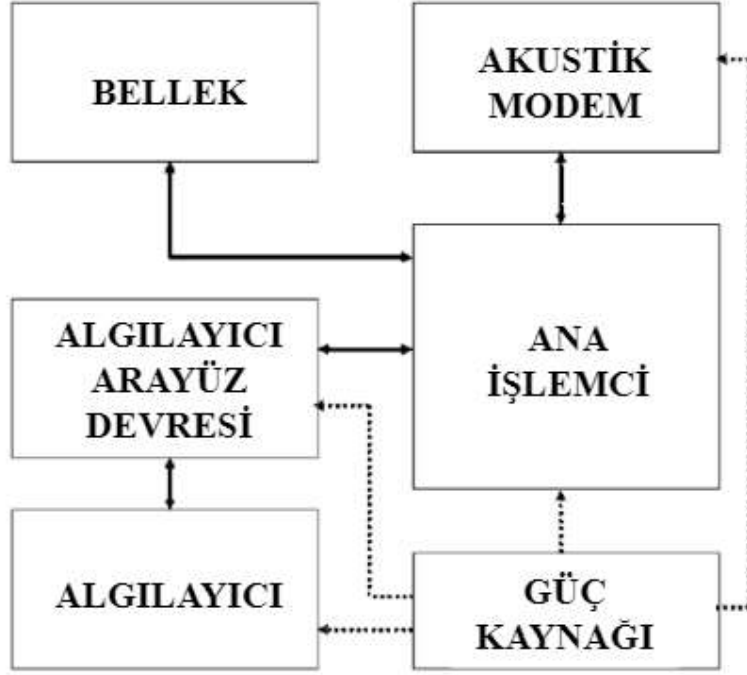 BELLEK
AKUSTİK
MODEM
ALGILAYICI
ARAYÜZ
DEVRESİ
ANA
İŞLEMCİ
ALGILAYICI
GÜÇ
KAYNAĞI